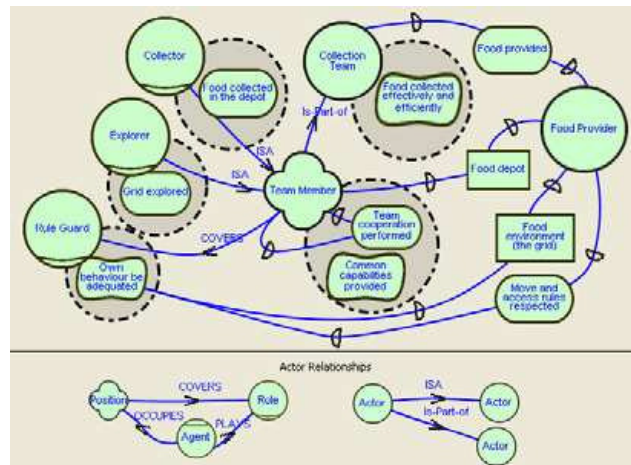 Collector
Food collected
in the depot
Collection
Team
Food collected
effectively and
efficiently
Food provided
Food Provider
Is-Part-of
ISA
Explorer
Grid explored
ISA
Team Member
Food depot
Food
environment
(the grid)
Rule Guard
COVERS
Team
cooperation
performed
Common
capabilities
provided
Own
behaviour be
adequated
Move and
access rules
respected
Actor Relationships
Position
COVERS
Role
OCCUPIES
Agent
PLAYS
Actor
ISA
Actor
Is-Part-of
Actor